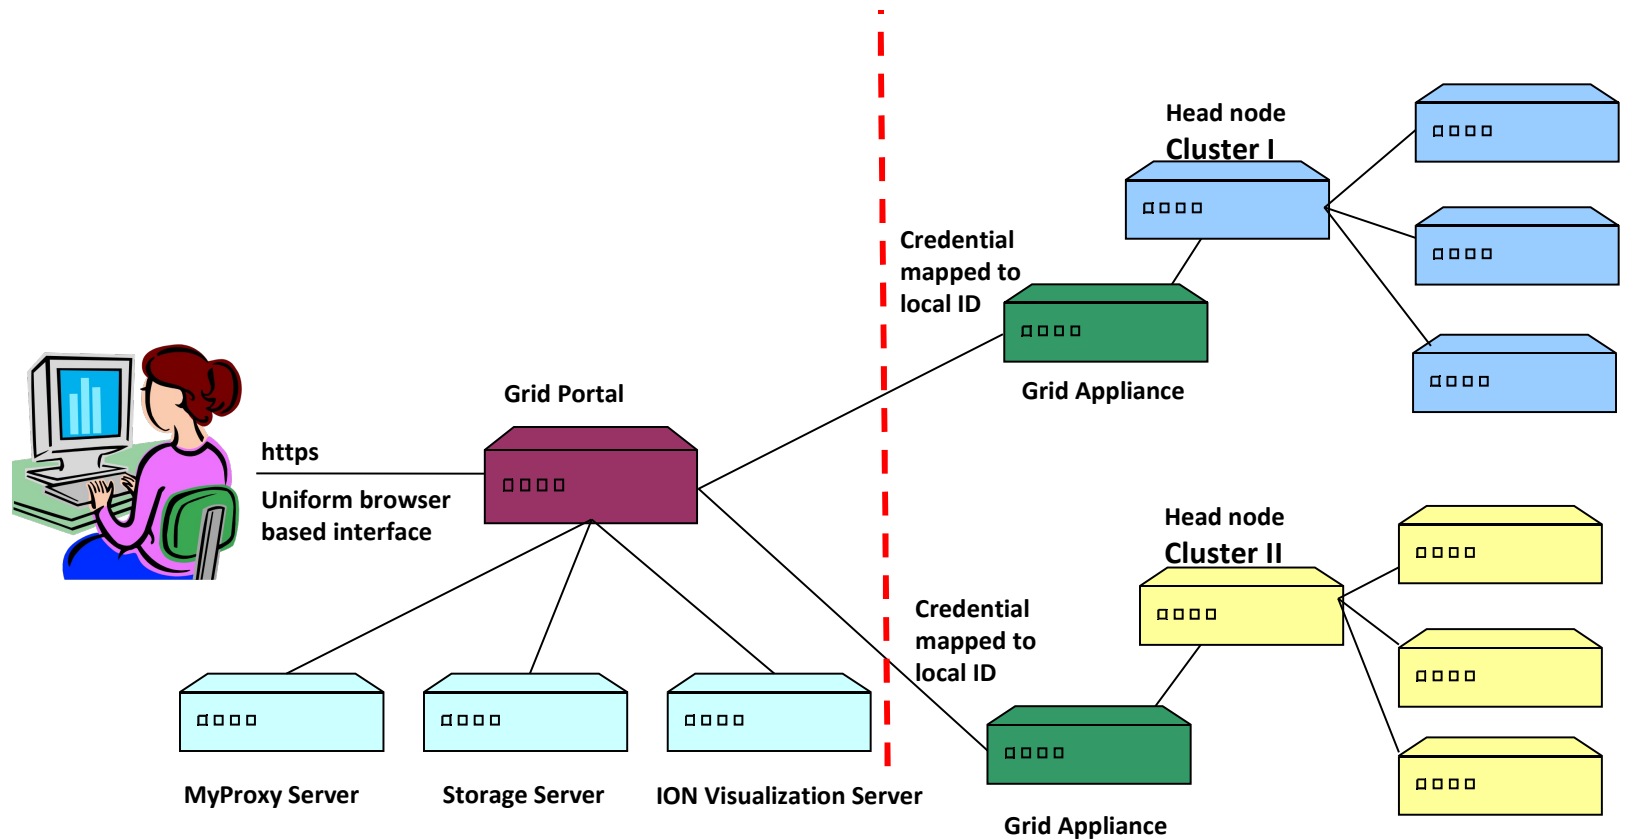 Head node
Cluster I
Credential
mapped to
local ID
Grid Appliance
Grid Portal
https
Uniform browser
based interface
Head node
Cluster II
Credential
mapped to
local ID
MyProxy Server
Storage Server
ION Visualization Server
Grid Appliance